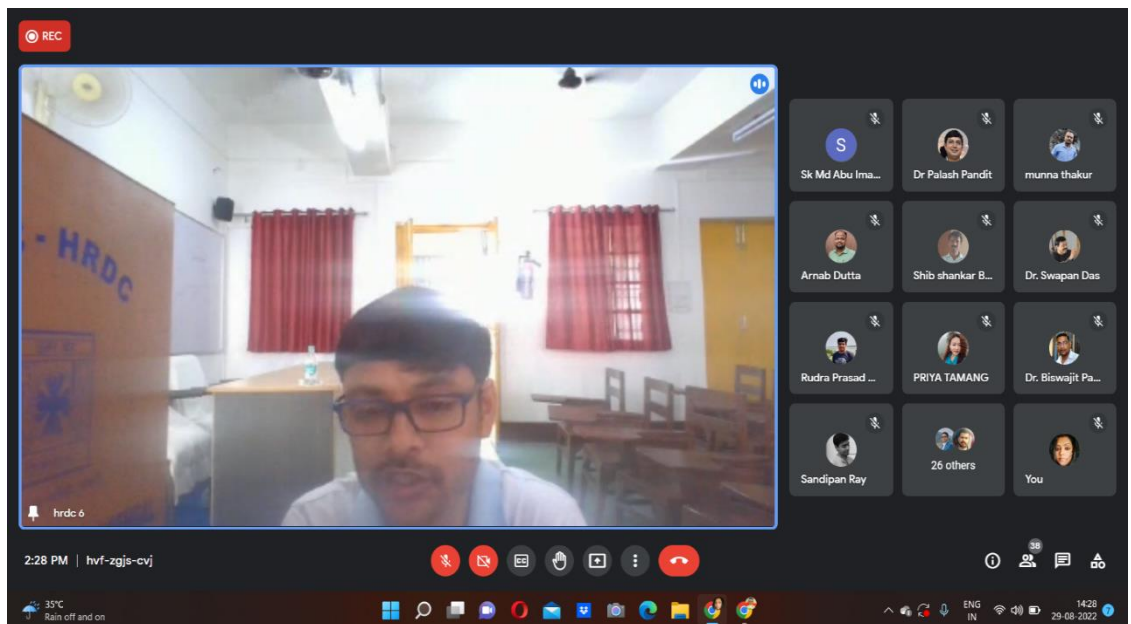 REC
- HRDC
hrdc 6
S
Sk Md Abu Ima...
Dr Palash Pandit
munna thakur
Arnab Dutta
Shib shankar B...
Dr. Swapan Das
Rudra Prasad ...
PRIYA TAMANG
Dr. Biswajit Pa...
Sandipan Ray
26 others
You
2:28 PM | hvf-zgjs-cvj
CC
38
35°C
Rain off and on
ENG
IN
14:28
29-08-2022
7